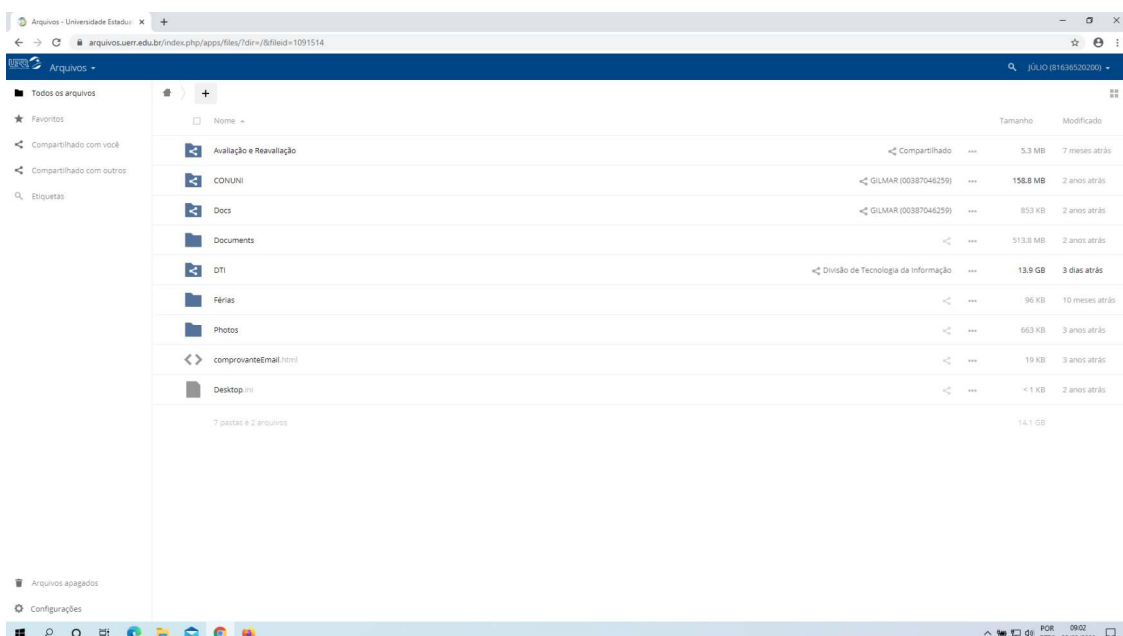 Arquivos - Universidade Estadua
arquivos.uerr.edu.br/index.php/apps/files/?dir=/&fileid=1091514
UERR Arquivos JÚLIO (81636520200)
Todos os arquivos
Favoritos
Compartilhado com você
Compartilhado com outros
Etiquetas
Nome Tamanho Modificado
Avaliação e Reavaliação Compartilhado 5.3 MB 7 meses atrás
CONUNI GILMAR (00387046259) 158.8 MB 2 anos atrás
Docs GILMAR (00387046259) 853 KB 2 anos atrás
Documents 513.8 MB 2 anos atrás
DTI Divisão de Tecnologia da Informação 13.9 GB 3 dias atrás
Férias 96 KB 10 meses atrás
Photos 663 KB 3 anos atrás
comprovanteEmail.html 19 KB 3 anos atrás
Desktop.ini < 1 KB 2 anos atrás
7 pastas e 2 arquivos 14.1 GB
Arquivos apagados
Configurações
POR 09:02